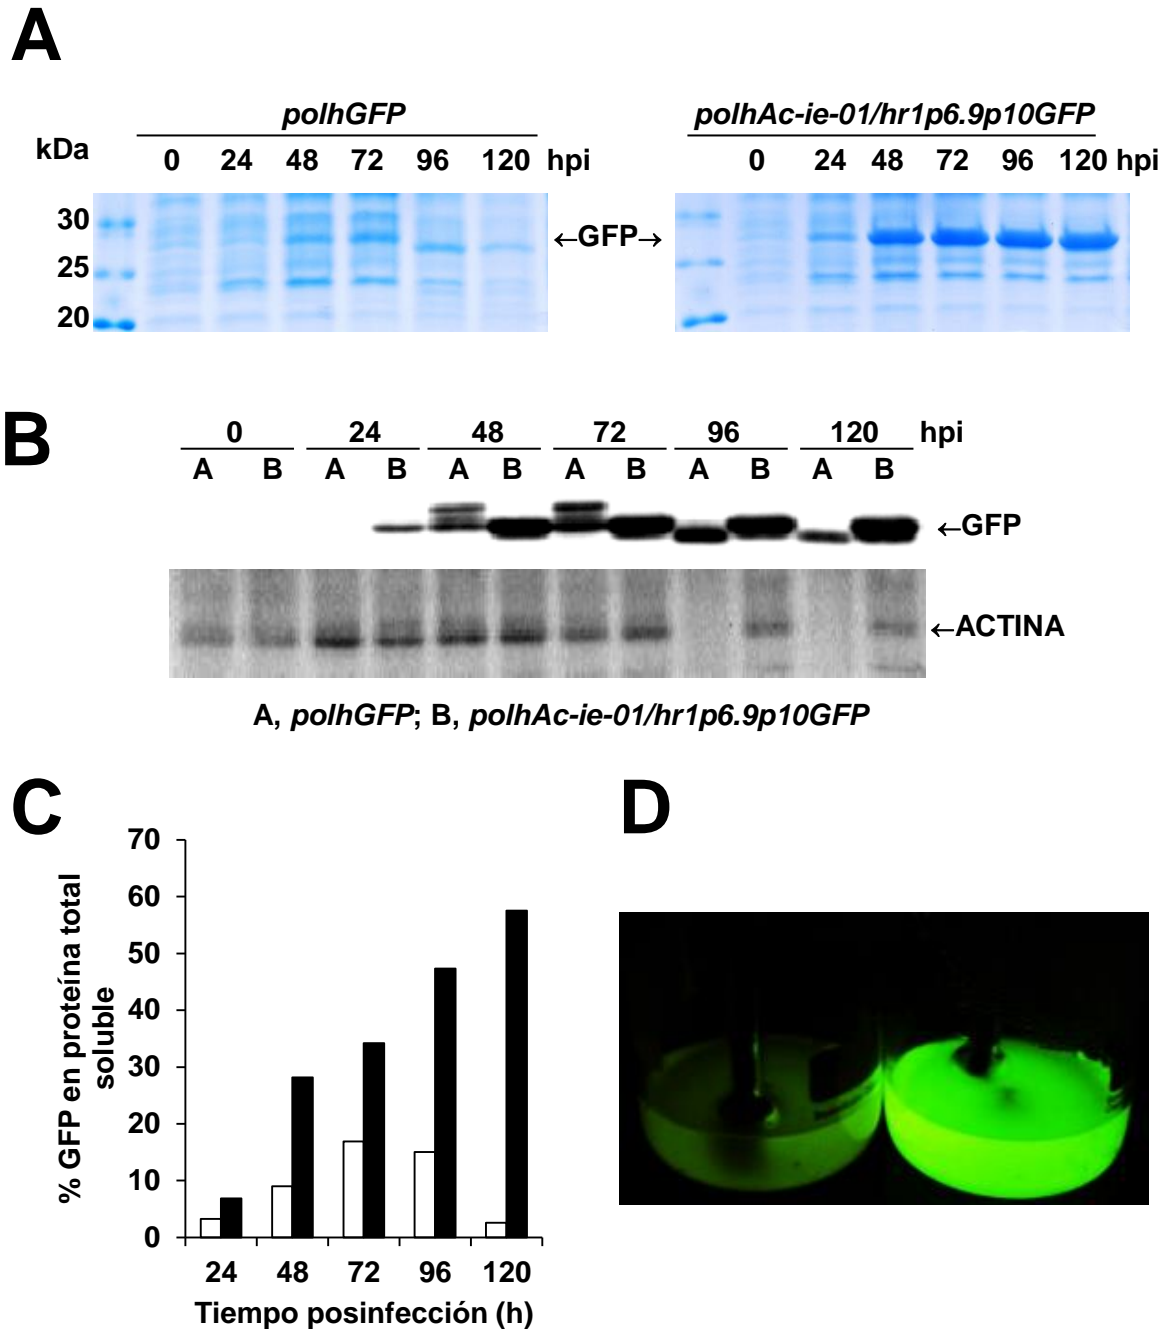 A
polhGFP
polhAc-ie-01/hr1p6.9p10GFP
kDa
0 24 48 72 96 120 hpi
0 24 48 72 96 120 hpi
30
25
20
←GFP→
B
0 24 48 72 96 120 hpi
A B A B A B A B A B A B
←GFP
←ACTINA
A, polhGFP; B, polhAc-ie-01/hr1p6.9p10GFP
C
% GFP en proteína total
soluble
70
60
50
40
30
20
10
0
24 48 72 96 120
Tiempo posinfección (h)
D